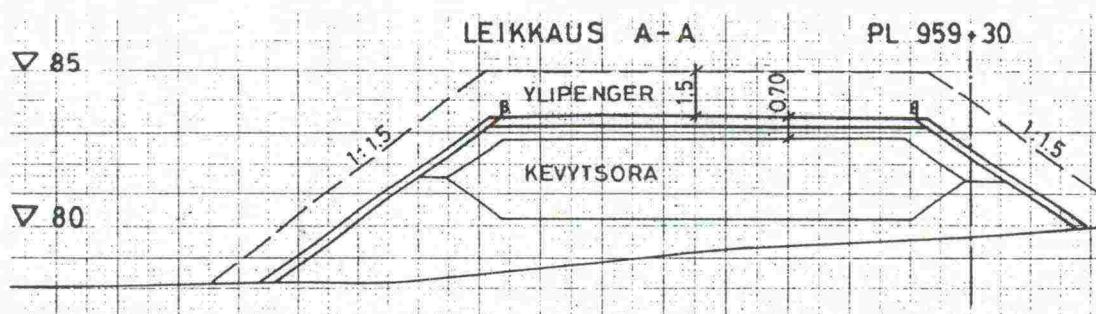 LEIKKAUS A-A
PL 959+30
▽ 85
YLIPENGER
1.5
0.70
1:1.5
1:1.5
KEVYTSORA
▽ 80